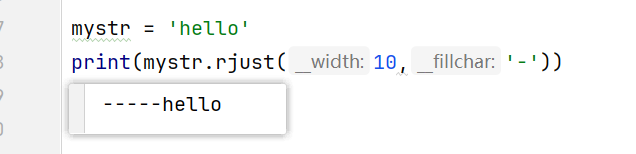 mystr = 'hello'
print(mystr.rjust(__width: 10,__fillchar: '-'))
-----hello